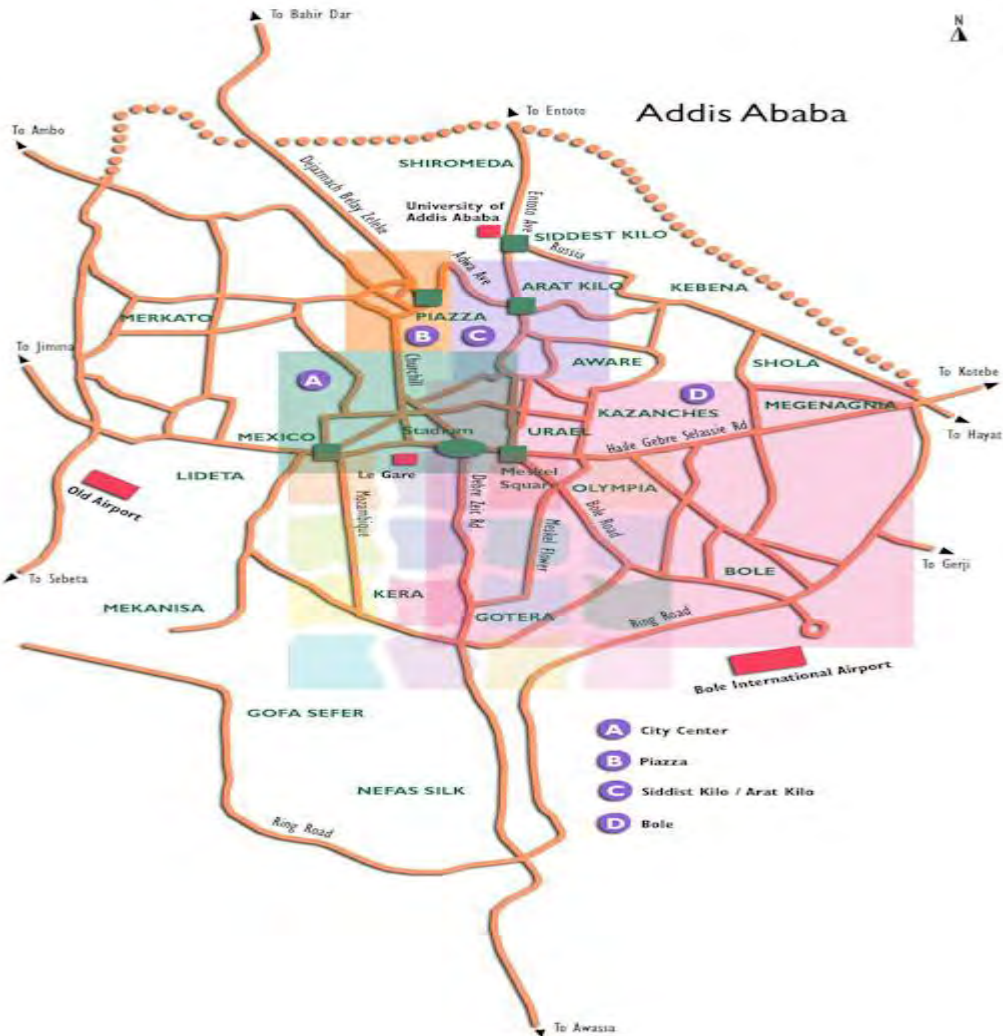 To Bahir Dar
N
To Entoto
Addis Ababa
To Ambo
SHIROMEDA
Dejazmach Belay Zeleke
University of
Addis Ababa
Entoto Ave
SIDDEST KILO
Russia
Adwa Ave
ARAT KILO
KEBENA
MERKATO
PIAZZA
B
C
To Jimma
Churchill
AWARE
SHOLA
To Kotebe
A
D
KAZANCHES
MEGENAGNIA
MEXICO
Stadium
URAEL
Haile Gebre Selassie Rd
To Hayat
LIDETA
Le Gare
Meskel
Square
OLYMPIA
Old Airport
Mozambique
Debre Zeit Rd
Meskel Flower
Bole Road
To Sebeta
BOLE
To Gerji
MEKANISA
KERA
GOTERA
Ring Road
Bole International Airport
GOFA SEFER
A City Center
B Piazza
NEFAS SILK
C Siddist Kilo / Arat Kilo
D Bole
Ring Road
To Awassa